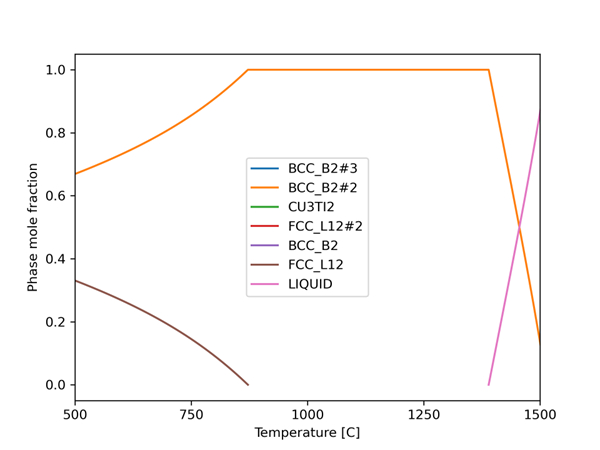 1.0
0.8
0.6
0.4
0.2
0.0
Phase mole fraction
BCC_B2#3
BCC_B2#2
CU3TI2
FCC_L12#2
BCC_B2
FCC_L12
LIQUID
500
750
1000
1250
1500
Temperature [C]